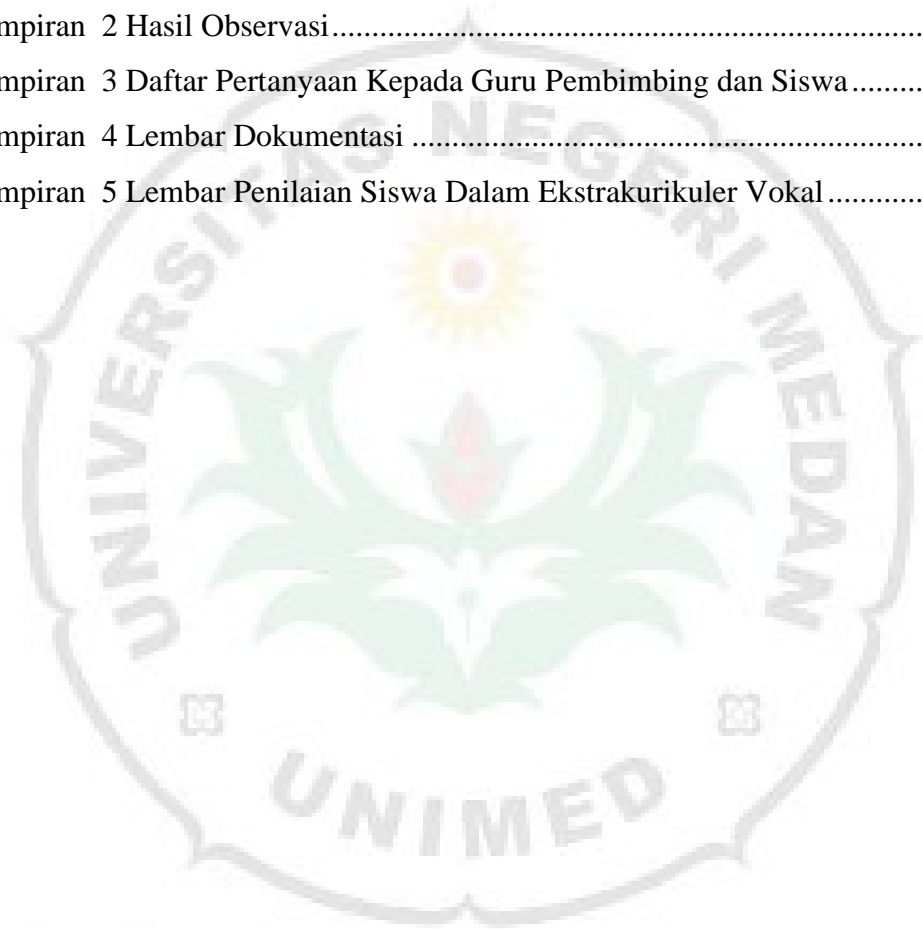 mpiran 2 Hasil Observasi................................................................................
mpiran 3 Daftar Pertanyaan Kepada Guru Pembimbing dan Siswa.........
mpiran 4 Lembar Dokumentasi ................................................................
mpiran 5 Lembar Penilaian Siswa Dalam Ekstrakurikuler Vokal............
UNIVERSITAS NEGERI MEDAN
UNIMED